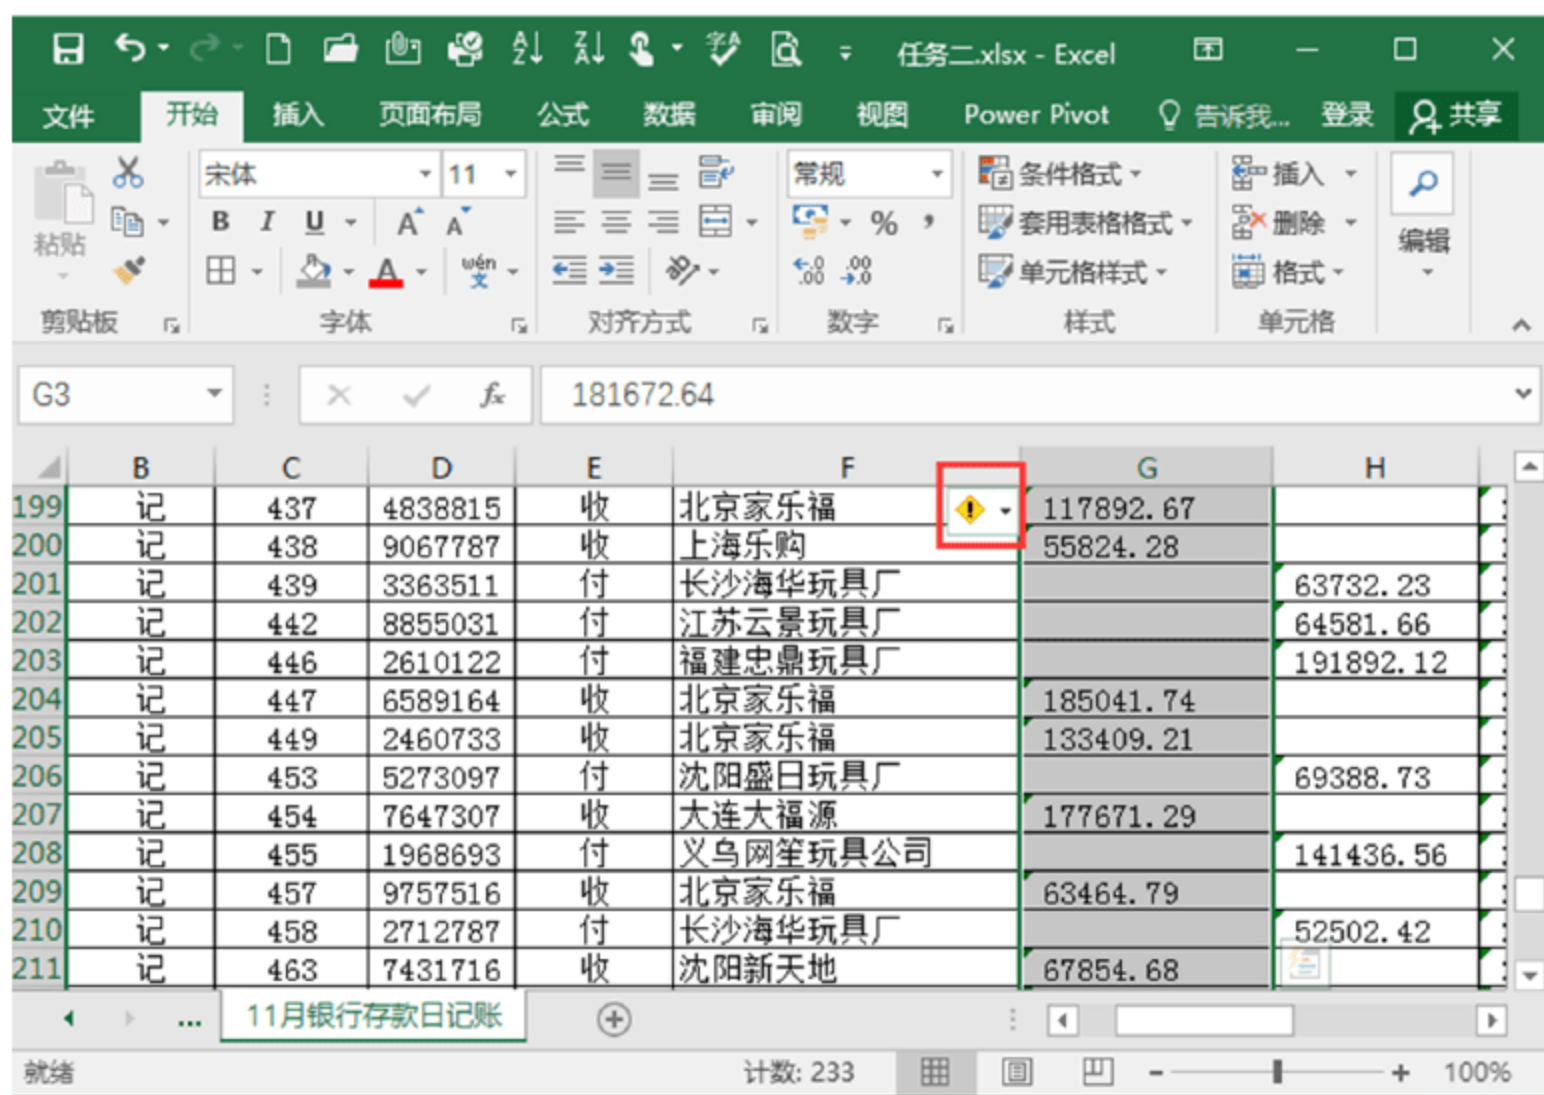 任务二.xlsx - Excel
文件 开始 插入 页面布局 公式 数据 审阅 视图 Power Pivot 告诉我... 登录 共享
宋体 11 常规 条件格式 插入
粘贴 B I U A A % , 套用表格格式 删除 编辑
A wén 文 .0 .00 .00 .0 单元格样式 格式
剪贴板 字体 对齐方式 数字 样式 单元格
G3 fx 181672.64
B C D E F G H
199 记 437 4838815 收 北京家乐福 117892.67
200 记 438 9067787 收 上海乐购 55824.28
201 记 439 3363511 付 长沙海华玩具厂 63732.23
202 记 442 8855031 付 江苏云景玩具厂 64581.66
203 记 446 2610122 付 福建忠鼎玩具厂 191892.12
204 记 447 6589164 收 北京家乐福 185041.74
205 记 449 2460733 收 北京家乐福 133409.21
206 记 453 5273097 付 沈阳盛日玩具厂 69388.73
207 记 454 7647307 收 大连大福源 177671.29
208 记 455 1968693 付 义乌网笙玩具公司 141436.56
209 记 457 9757516 收 北京家乐福 63464.79
210 记 458 2712787 付 长沙海华玩具厂 52502.42
211 记 463 7431716 收 沈阳新天地 67854.68
... 11月银行存款日记账
就绪 计数: 233 100%